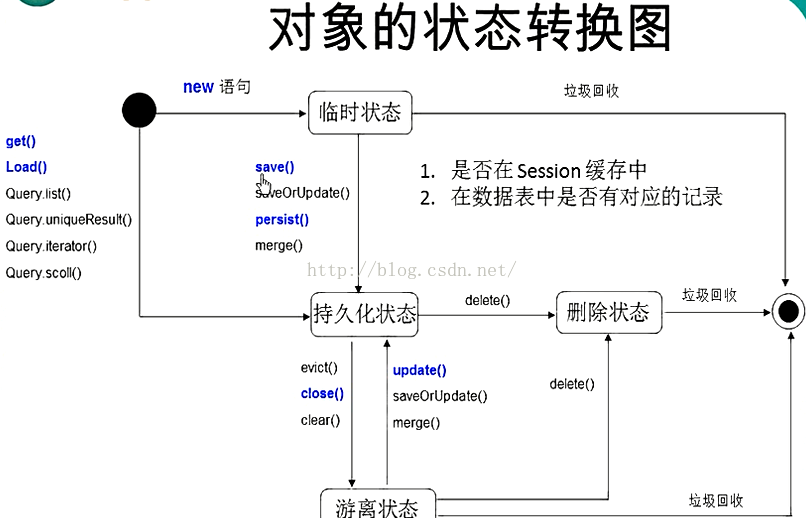 对象的状态转换图
new 语句
临时状态
垃圾回收
get()
Load()
Query.list()
Query.uniqueResult()
Query.iterator()
Query.scoll()
save()
saveOrUpdate()
persist()
merge()
1. 是否在 Session 缓存中
2. 在数据表中是否有对应的记录
http://blog.csdn.net/
持久化状态
delete()
删除状态
垃圾回收
evict()
close()
clear()
update()
saveOrUpdate()
merge()
delete()
游离状态
垃圾回收